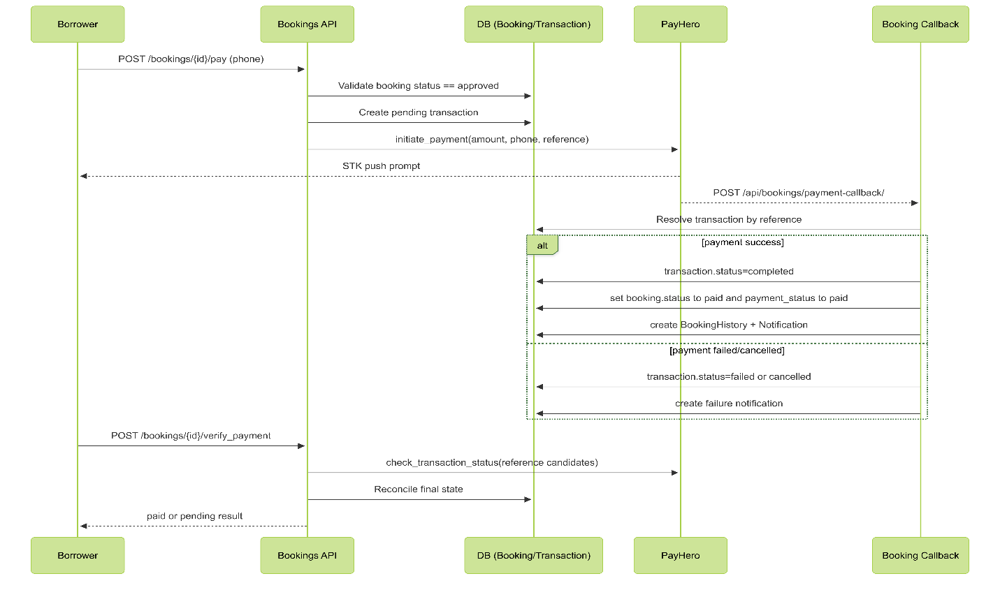 Borrower
Bookings API
DB (Booking/Transaction)
PayHero
Booking Callback
POST /bookings/{id}/pay (phone)
Validate booking status == approved
Create pending transaction
initiate_payment(amount, phone, reference)
STK push prompt
POST /api/bookings/payment-callback/
Resolve transaction by reference
alt
[payment success]
transaction.status=completed
set booking.status to paid and payment_status to paid
create BookingHistory + Notification
[payment failed/cancelled]
transaction.status=failed or cancelled
create failure notification
POST /bookings/{id}/verify_payment
check_transaction_status(reference candidates)
Reconcile final state
paid or pending result
Borrower
Bookings API
DB (Booking/Transaction)
PayHero
Booking Callback